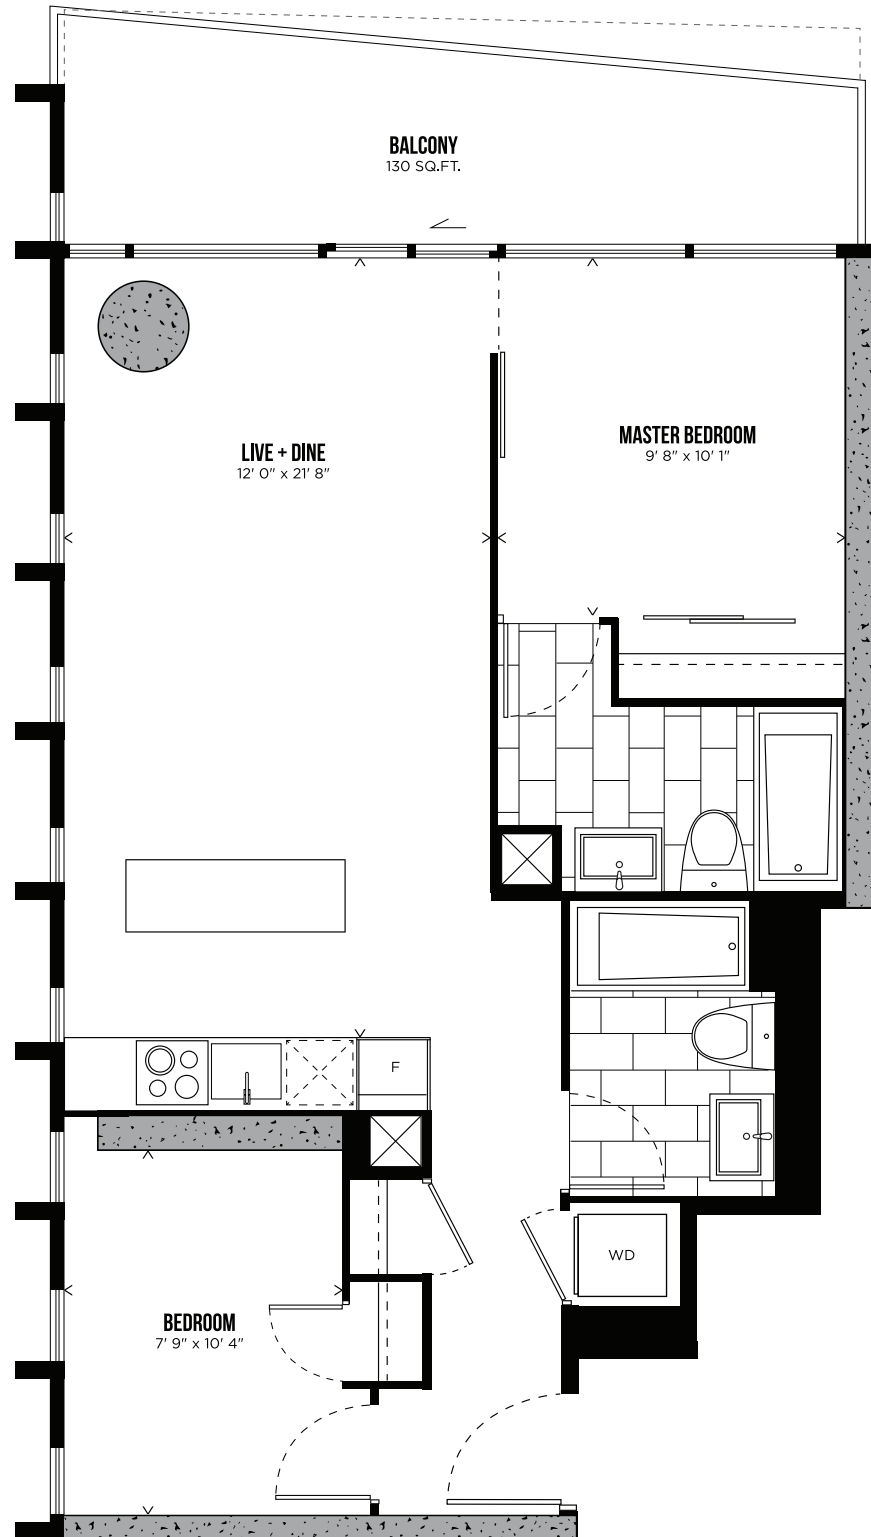 BALCONY
130 SQ.FT.
MASTER BEDROOM
9' 8" x 10' 1"
LIVE + DINE
12' 0" x 21' 8"
F
WD
BEDROOM
7' 9" x 10' 4"